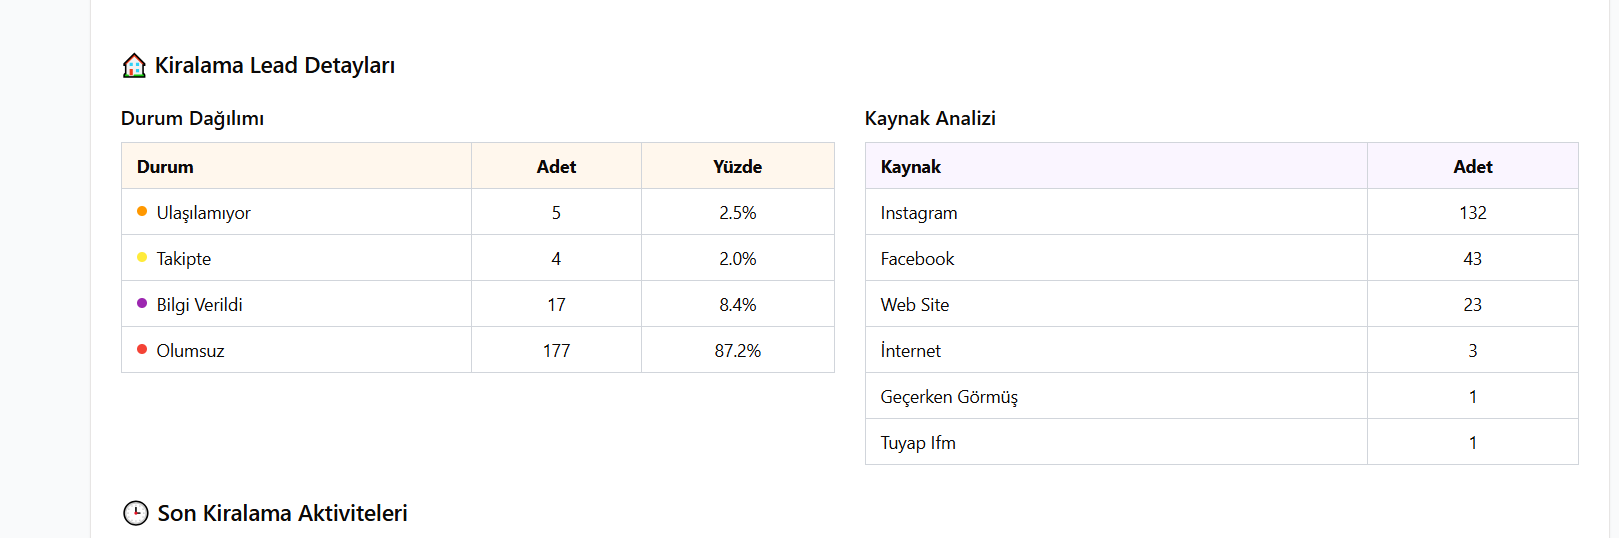 Kiralama Lead Detayları
Durum Dağılımı
Durum Adet Yüzde
Ulaşılamıyor 5 2.5%
Takipte 4 2.0%
Bilgi Verildi 17 8.4%
Olumsuz 177 87.2%
Kaynak Analizi
Kaynak Adet
Instagram 132
Facebook 43
Web Site 23
İnternet 3
Geçerken Görmüş 1
Tuyap Ifm 1
Son Kiralama Aktiviteleri